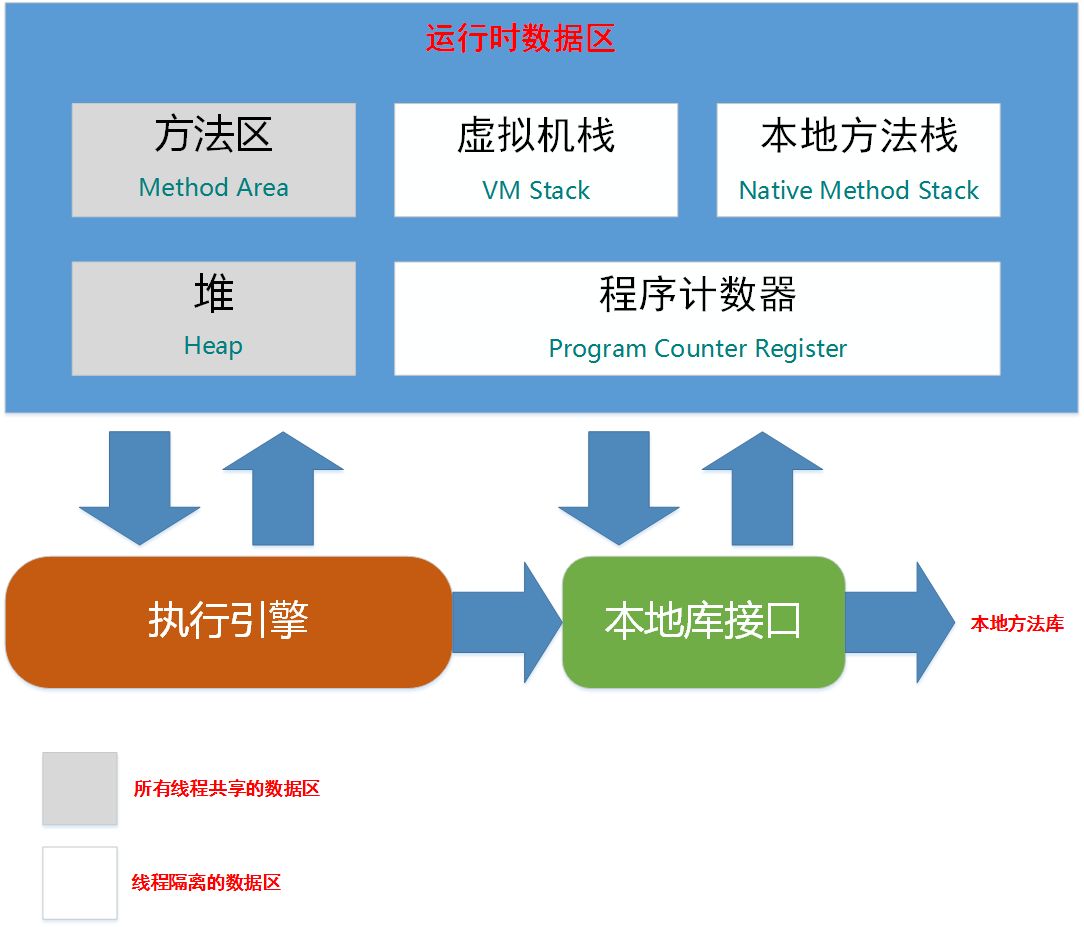 运行时数据区
方法区
Method Area
虚拟机栈
VM Stack
本地方法栈
Native Method Stack
堆
Heap
程序计数器
Program Counter Register
执行引擎
本地库接口
本地方法库
所有线程共享的数据区
线程隔离的数据区